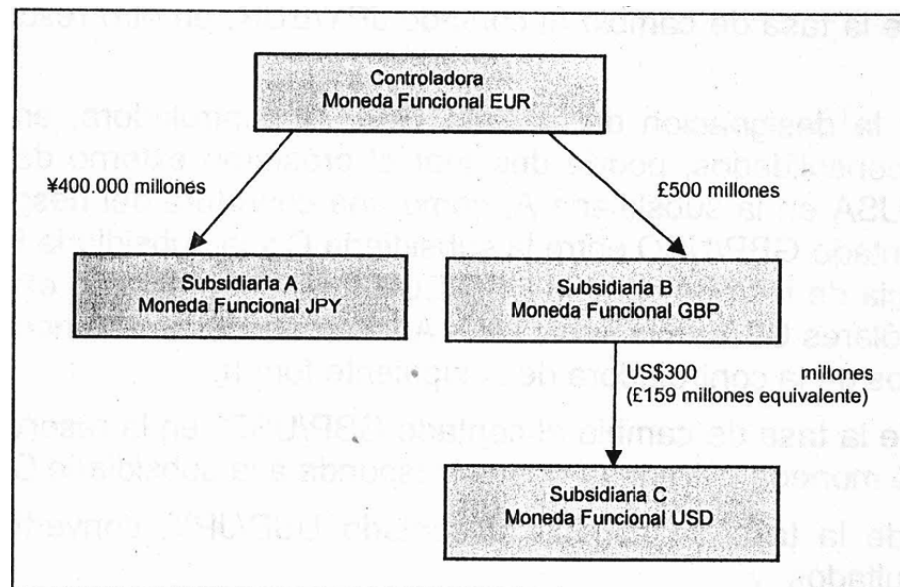 Controladora
Moneda Funcional EUR
¥400.000 millones
£500 millones
Subsidiaria A
Moneda Funcional JPY
Subsidiaria B
Moneda Funcional GBP
US$300 millones
(£159 millones equivalente)
Subsidiaria C
Moneda Funcional USD